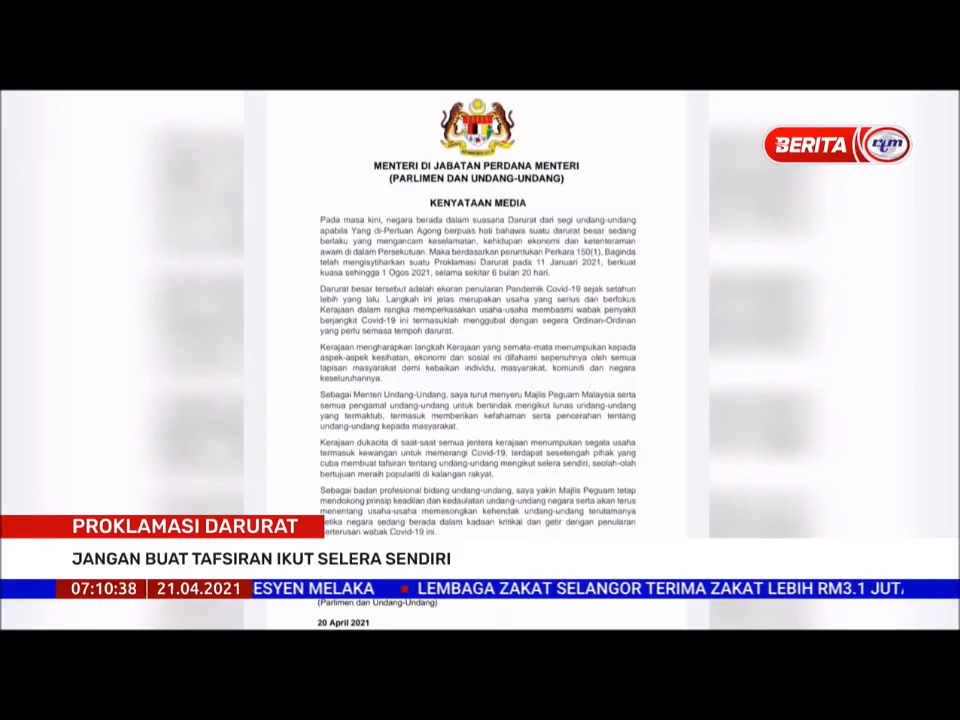 BERITA rtm
MENTERI DI JABATAN PERDANA MENTERI
(PARLIMEN DAN UNDANG-UNDANG)
KENYATAAN MEDIA
Pada masa kini, negara berada dalam suasana Darurat dari segi undang-undang
apabila Yang di-Pertuan Agong berpuas hati bahawa suatu darurat besar sedang
berlaku yang mengancam keselamatan, kehidupan ekonomi dan ketenteraman
awam di dalam Persekutuan. Maka berdasarkan peruntukan Perkara 150(1), Baginda
telah mengisytiharkan suatu Proklamasi Darurat pada 11 Januari 2021, berkuat
kuasa sehingga 1 Ogos 2021, selama sekitar 6 bulan 20 hari.
Darurat besar tersebut adalah ekoran penularan Pandemik Covid-19 sejak setahun
lebih yang lalu. Langkah ini jelas merupakan usaha yang serius dan berfokus
Kerajaan dalam rangka memperkasakan usaha-usaha membasmi wabak penyakit
berjangkit Covid-19 ini termasuklah menggubal dengan segera Ordinan-Ordinan
yang perlu semasa tempoh darurat.
Kerajaan mengharapkan langkah Kerajaan yang semata-mata menumpukan kepada
aspek-aspek kesihatan, ekonomi dan sosial ini difahami sepenuhnya oleh semua
lapisan masyarakat demi kebaikan individu, masyarakat, komuniti dan negara
keseluruhannya.
Sebagai Menteri Undang-Undang, saya turut menyeru Majlis Peguam Malaysia serta
semua pengamal undang-undang untuk bertindak mengikut lunas undang-undang
yang termaktub, termasuk memberikan kefahaman serta pencerahan tentang
undang-undang kepada masyarakat.
Kerajaan dukacita di saat-saat semua jentera kerajaan menumpukan segala usaha
termasuk kewangan untuk memerangi Covid-19, terdapat sesetengah pihak yang
cuba membuat tafsiran tentang undang-undang mengikut selera sendiri, seolah-olah
bertujuan meraih populariti di kalangan rakyat.
Sebagai badan profesional bidang undang-undang, saya yakin Majlis Peguam tetap
mendokong prinsip keadilan dan kedaulatan undang-undang negara serta akan terus
menentang usaha-usaha memesongkan kehendak undang-undang terutamanya
ketika negara sedang berada dalam kadaan kritikal dan getir dengan penularan
berterusan wabak Covid-19 ini.
PROKLAMASI DARURAT
JANGAN BUAT TAFSIRAN IKUT SELERA SENDIRI
07:10:38 21.04.2021 ESYEN MELAKA LEMBAGA ZAKAT SELANGOR TERIMA ZAKAT LEBIH RM3.1 JUTA
(Parlimen dan Undang-Undang)
20 April 2021